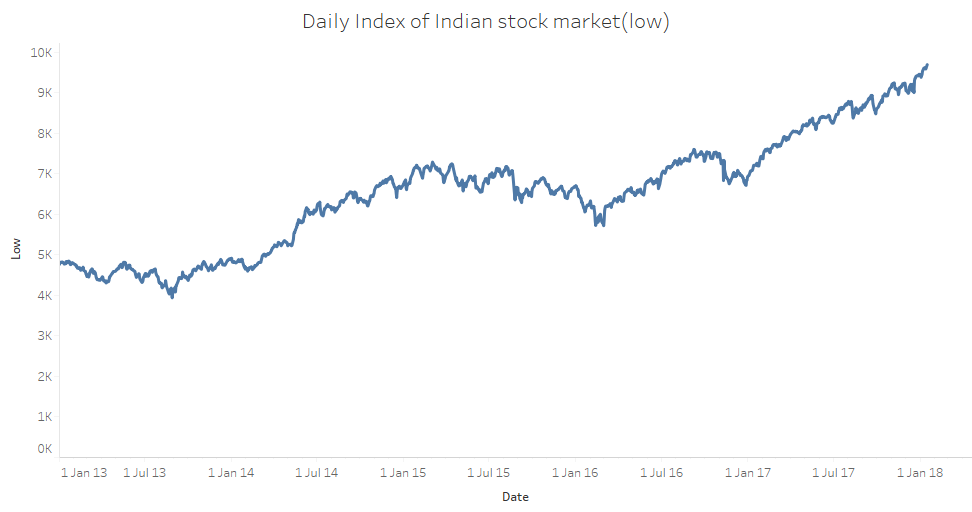 Daily Index of Indian stock market(low)
10K
9K
8K
7K
6K
5K
4K
3K
2K
1K
0K
Low
1 Jan 13 1 Jul 13 1 Jan 14 1 Jul 14 1 Jan 15 1 Jul 15 1 Jan 16 1 Jul 16 1 Jan 17 1 Jul 17 1 Jan 18
Date